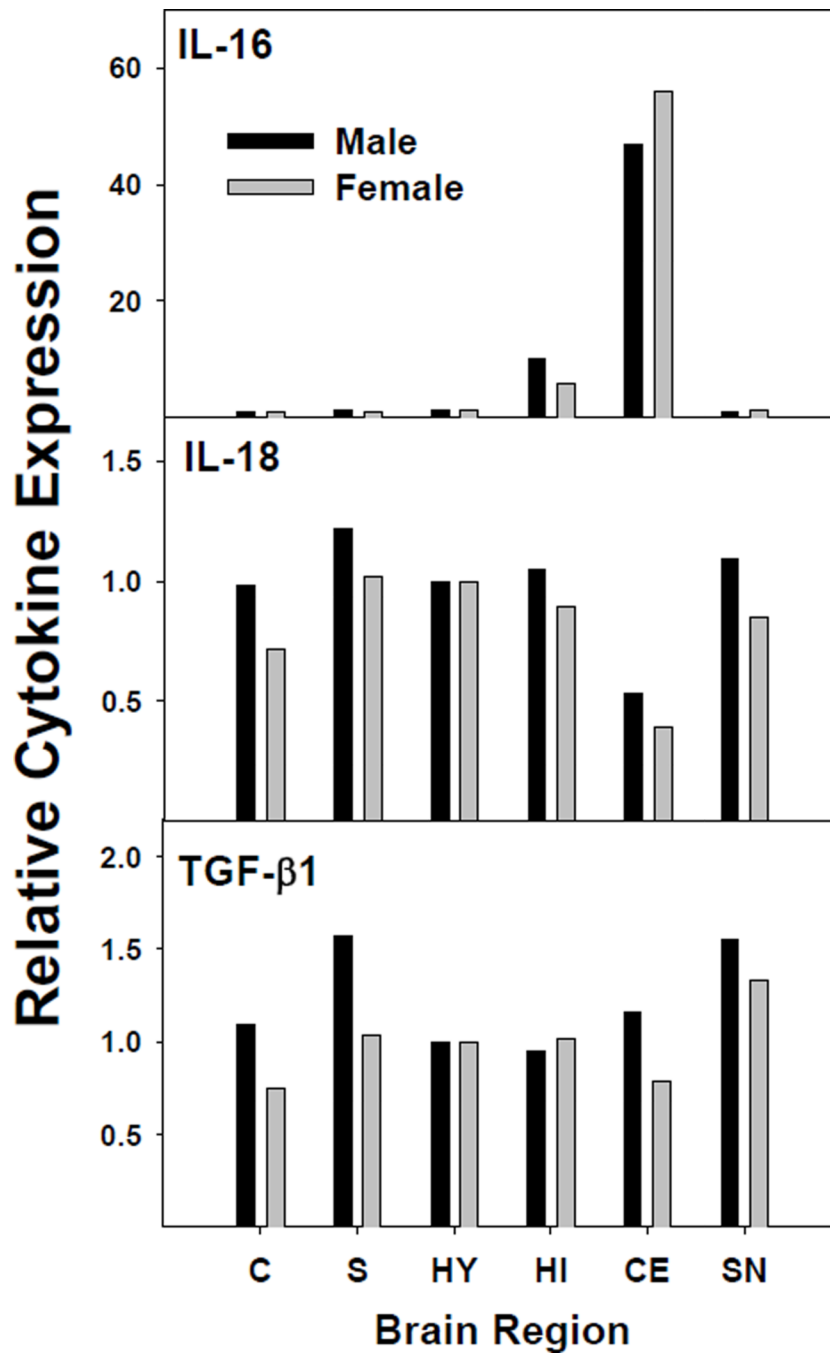 Relative Cytokine Expression
IL-16
Male
Female
60
40
20
IL-18
1.5
1.0
0.5
TGF-β1
2.0
1.5
1.0
0.5
C S HY HI CE SN
Brain Region